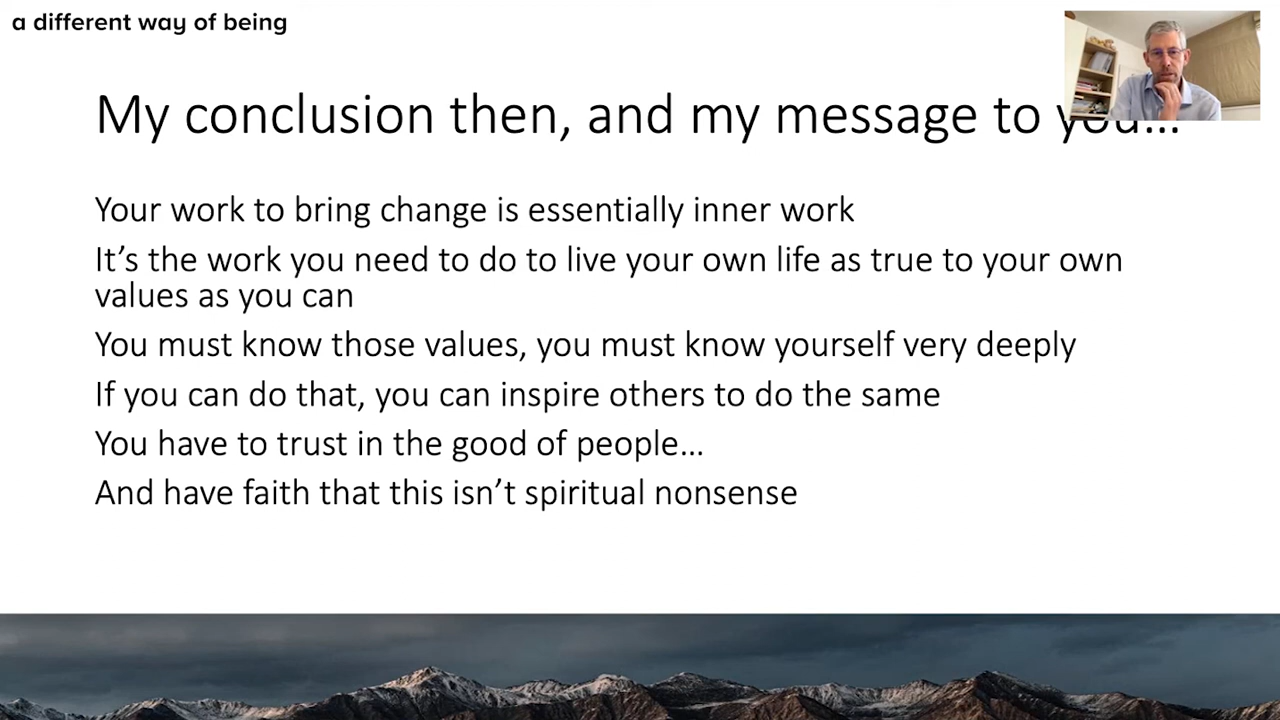 a different way of being
My conclusion then, and my message to you...
Your work to bring change is essentially inner work
It’s the work you need to do to live your own life as true to your own
values as you can
You must know those values, you must know yourself very deeply
If you can do that, you can inspire others to do the same
You have to trust in the good of people...
And have faith that this isn’t spiritual nonsense